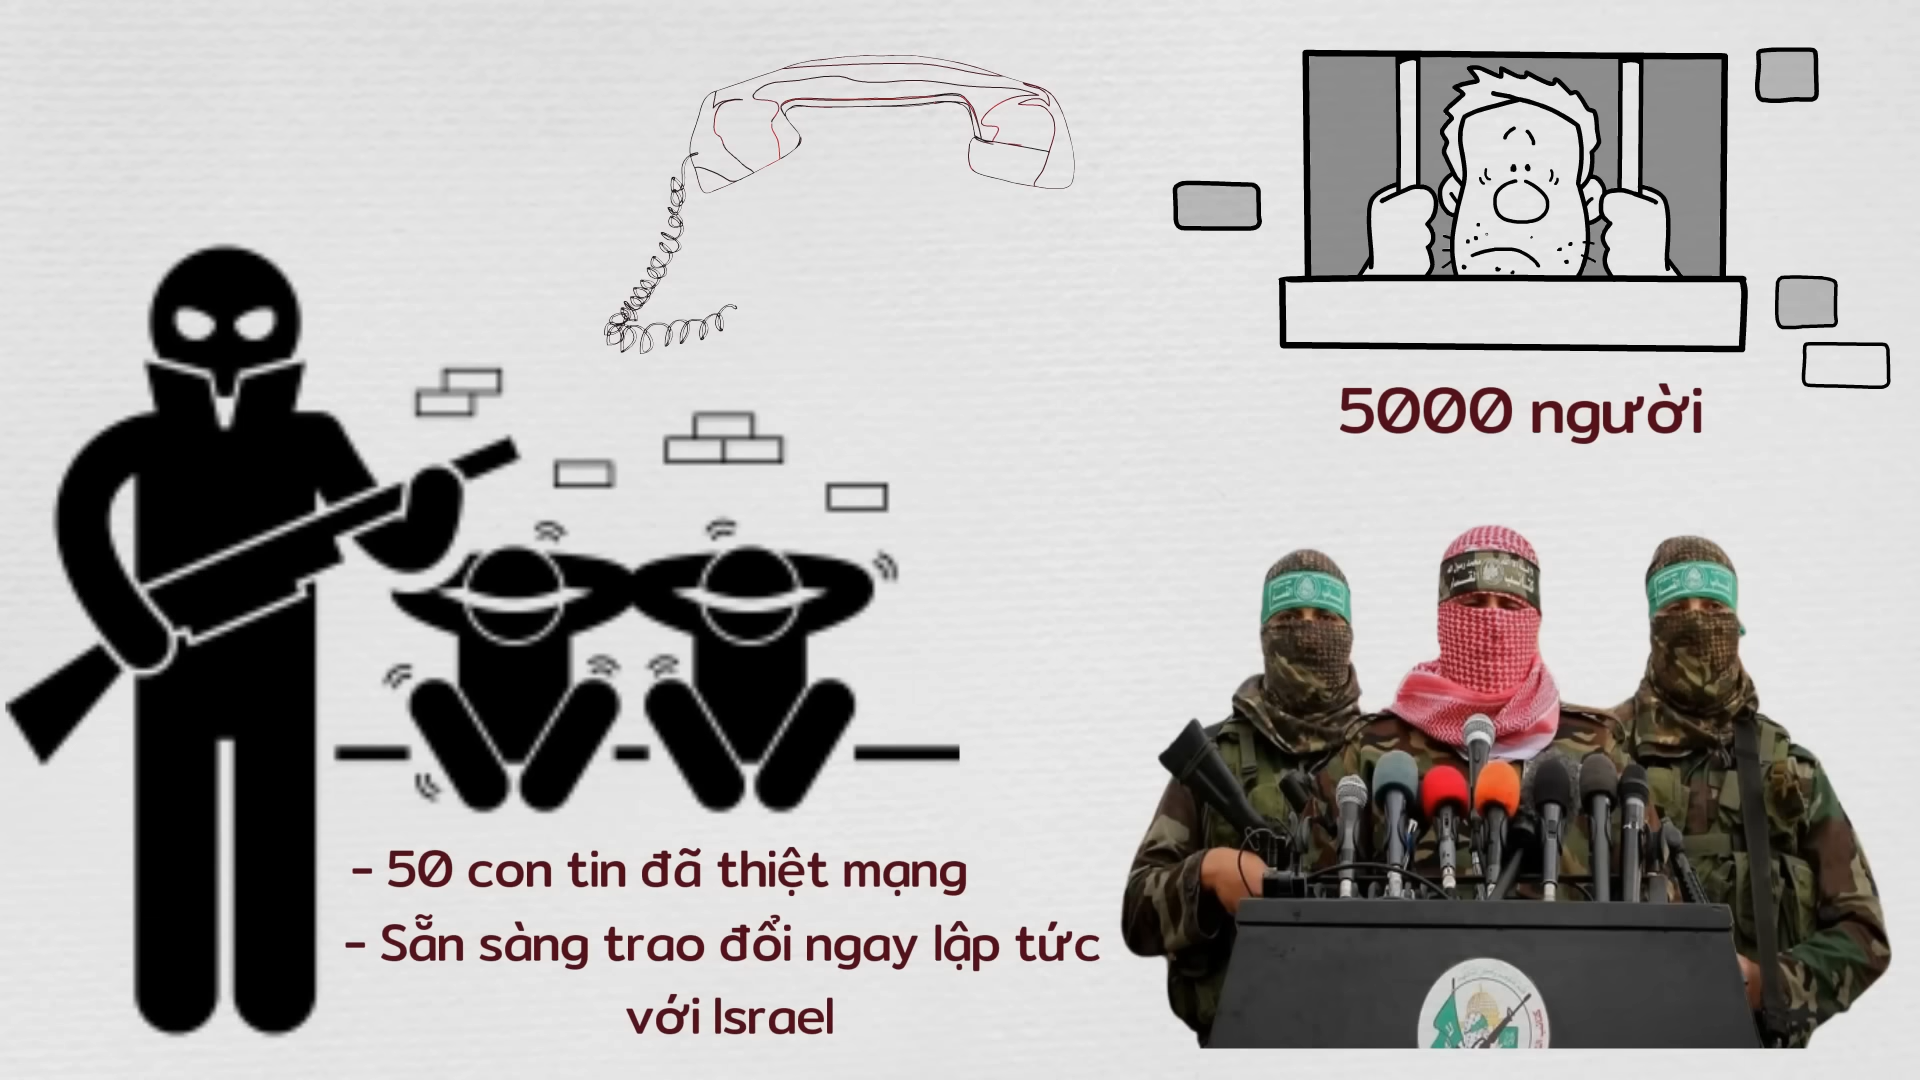 5000 người
- 50 con tin đã thiệt mạng
- Sẵn sàng trao đổi ngay lập tức
với Israel